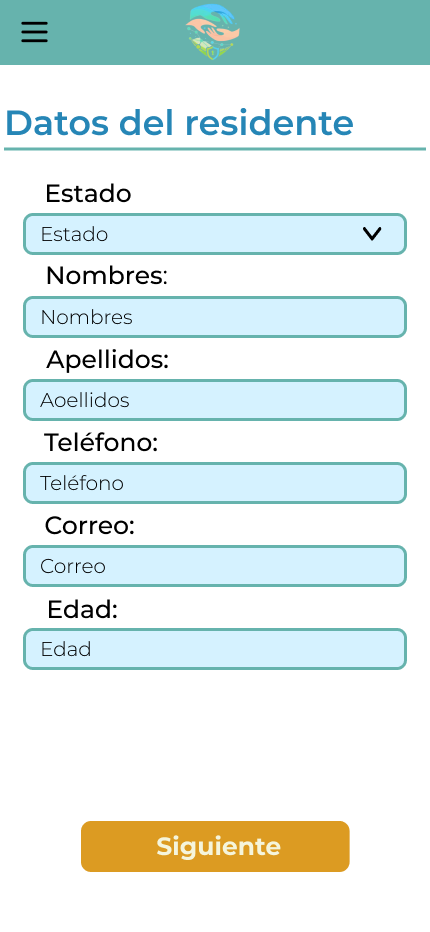 Datos del residente
Estado
Estado
Nombres:
Nombres
Apellidos:
Aoellidos
Teléfono:
Teléfono
Correo:
Correo
Edad:
Edad
Siguiente